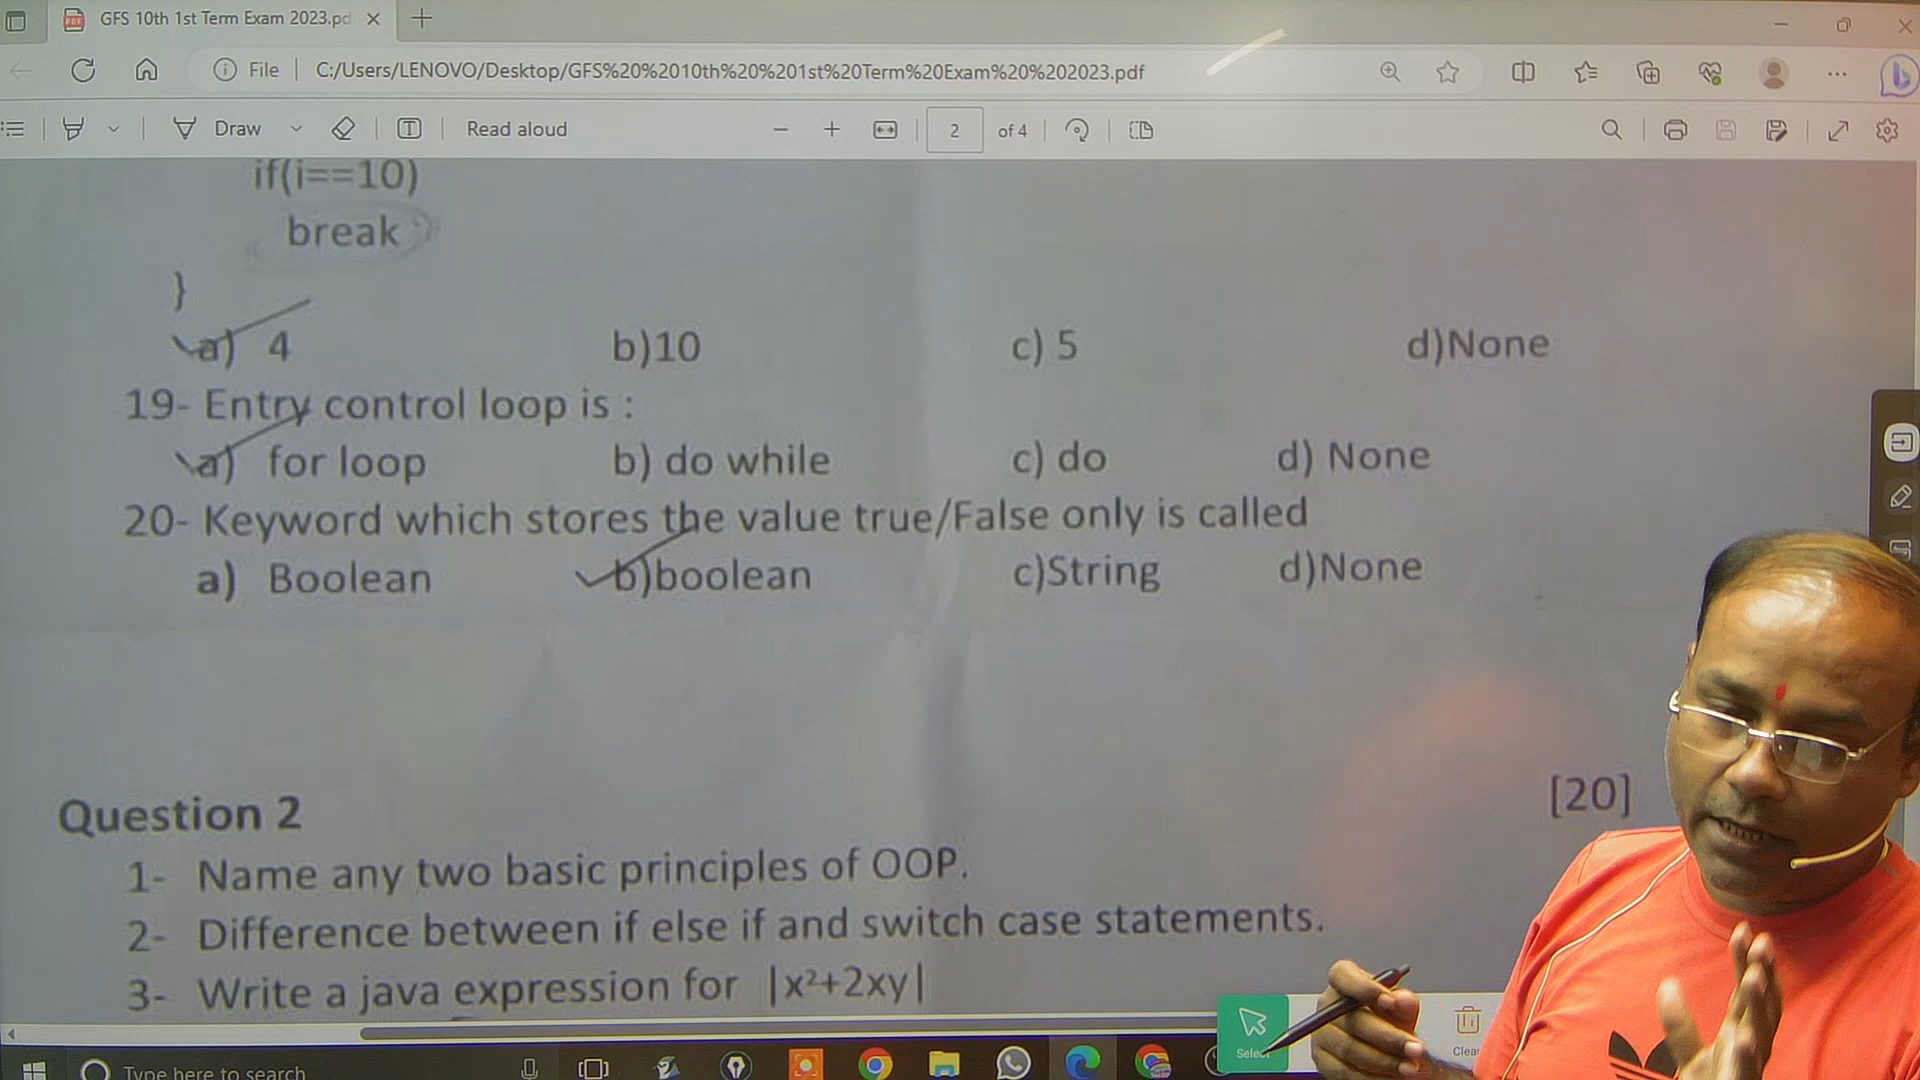 GFS 10th 1st Term Exam 2023.pd
File
C:/Users/LENOVO/Desktop/GFS%20%2010th%20%201st%20Term%20Exam%20%202023.pdf
Draw
Read aloud
2
of 4
if(i==10)
break
}
a) 4 b)10 c) 5 d)None
19- Entry control loop is :
a) for loop b) do while c) do d) None
20- Keyword which stores the value true/False only is called
a) Boolean b)boolean c)String d)None
Question 2 [20]
1- Name any two basic principles of OOP.
2- Difference between if else if and switch case statements.
3- Write a java expression for |x²+2xy|
Select
Clear
Type here to search